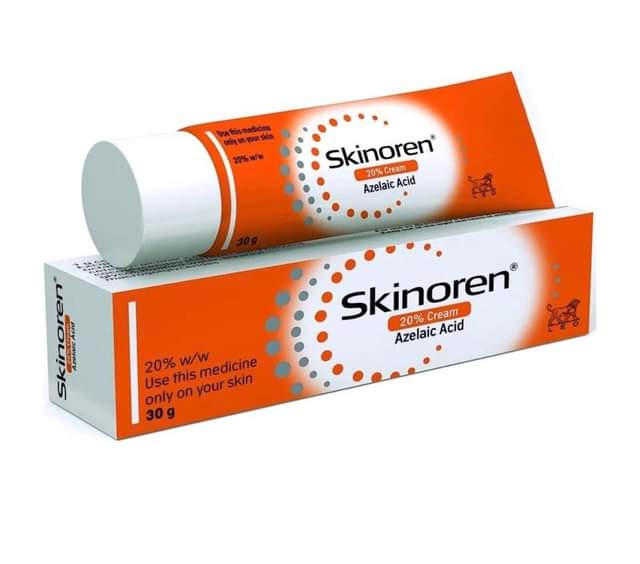 Use this medicine
only on your skin
20% w/w
30 g
Skinoren®
20% Cream
Azelaic Acid
Skinoren®
Azelaic Acid
20% w/w
Use this medicine
only on your skin
30 g
Skinoren®
20% Cream
Azelaic Acid